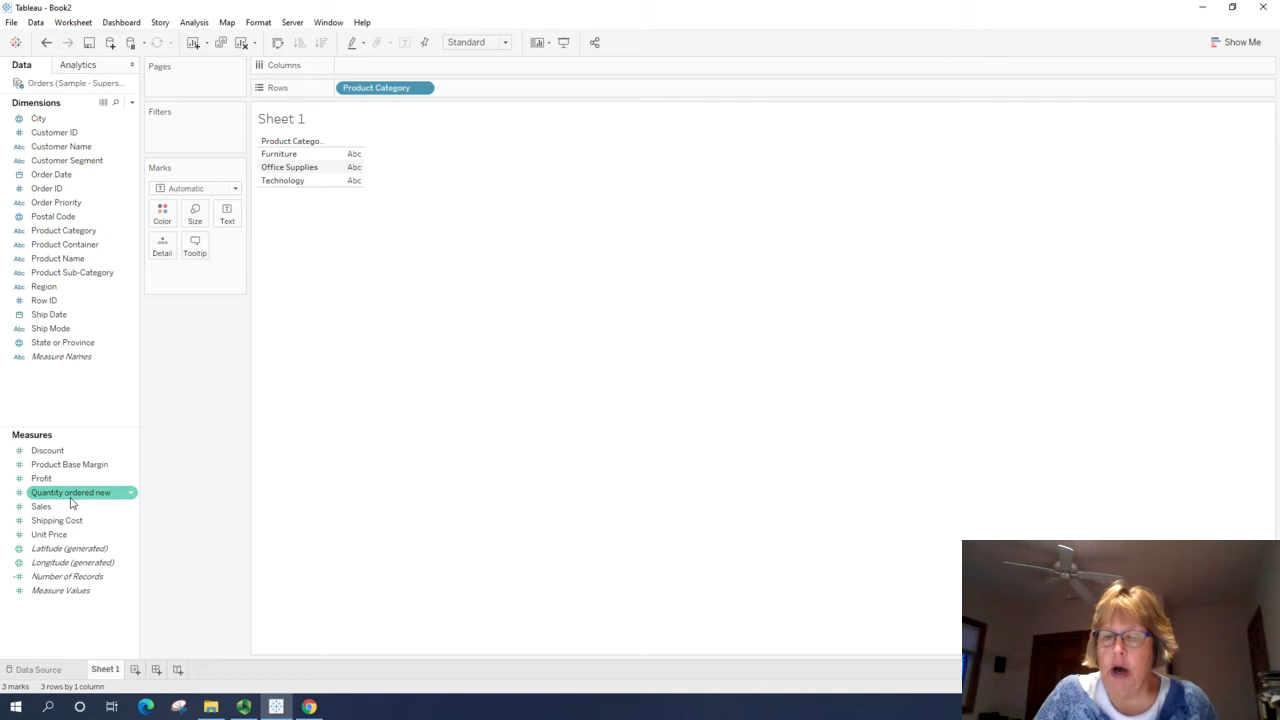 Tableau - Book2
File Data Worksheet Dashboard Story Analysis Map Format Server Window Help
Standard
Show Me
Data Analytics
Pages
Columns
Orders (Sample - Supers...
Rows Product Category
Dimensions
Filters
City
Customer ID
Customer Name
Customer Segment
Order Date
Order ID
Order Priority
Postal Code
Product Category
Product Container
Product Name
Product Sub-Category
Region
Row ID
Ship Date
Ship Mode
State or Province
Measure Names
Marks
Automatic
Color Size Text
Detail Tooltip
Sheet 1
Product Catego..
Furniture Abc
Office Supplies Abc
Technology Abc
Measures
Discount
Product Base Margin
Profit
Quantity ordered new
Sales
Shipping Cost
Unit Price
Latitude (generated)
Longitude (generated)
Number of Records
Measure Values
Data Source Sheet 1
3 marks 3 rows by 1 column